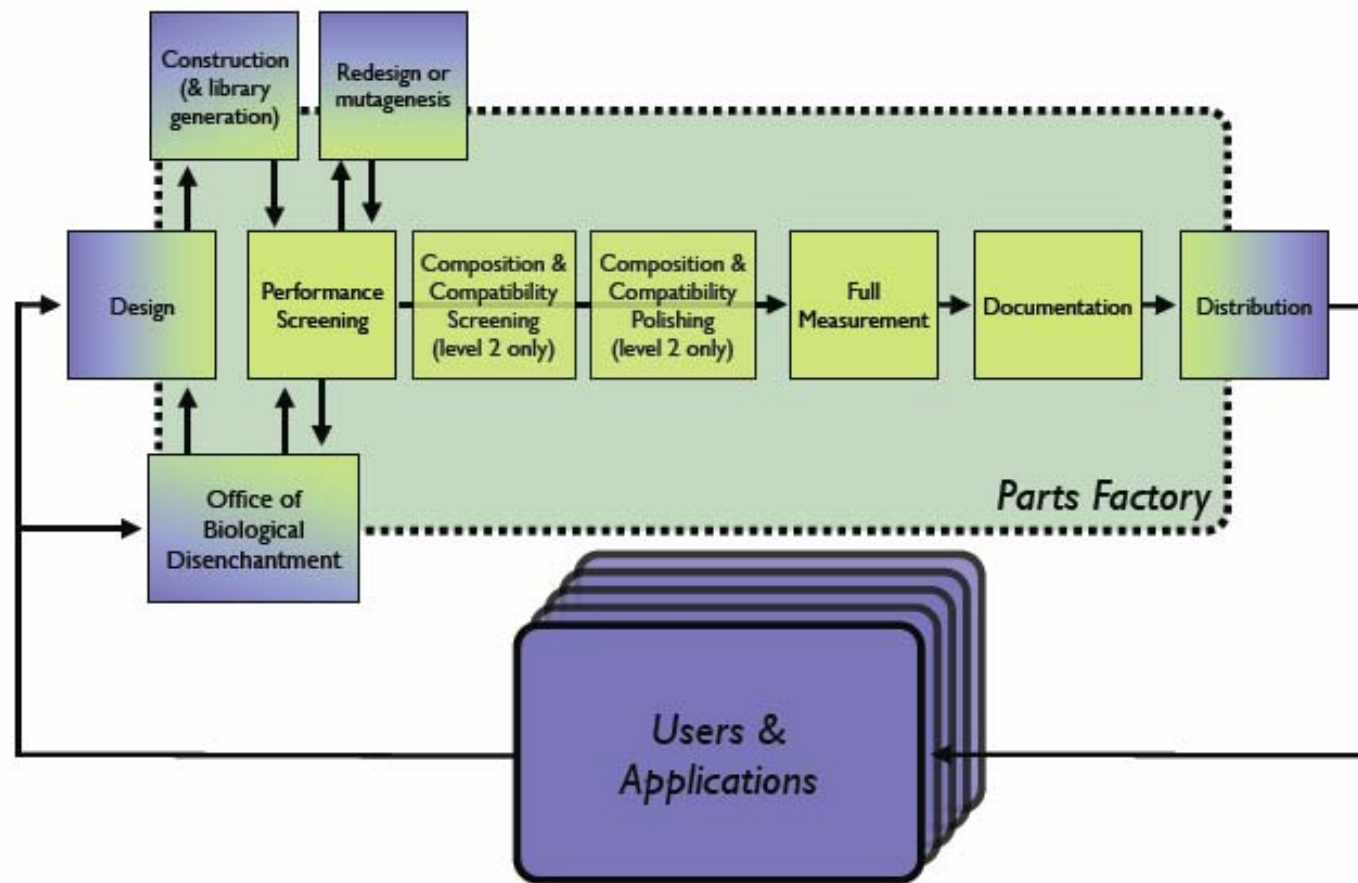 Construction
(& library
generation)
Redesign or
mutagenesis
Design
Performance
Screening
Composition &
Compatibility
Screening
(level 2 only)
Composition &
Compatibility
Polishing
(level 2 only)
Full
Measurement
Documentation
Distribution
Office of
Biological
Disenchantment
Parts Factory
Users &
Applications